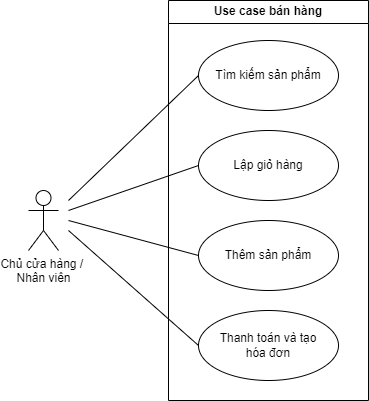 Use case bán hàng
Tìm kiếm sản phẩm
Lập giỏ hàng
Thêm sản phẩm
Chủ cửa hàng /
Nhân viên
Thanh toán và tạo
hóa đơn